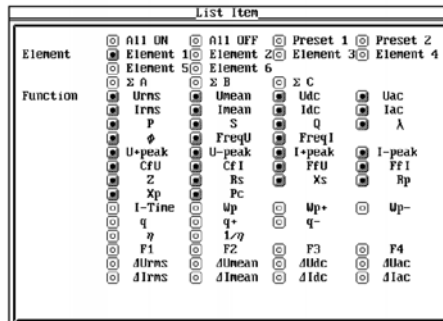 List Item
All ON All OFF Preset 1 Preset 2
Element Element 1 Element 2 Element 3 Element 4
Element 5 Element 6
Σ A Σ B Σ C
Function Urms Umean Udc Uac
Irms Imean Idc Iac
P S Q λ
ϕ FreqU FreqI
U+peak U-peak I+peak I-peak
CfU CfI FfU FfI
Z Rs Xs Rp
Xp Pc
I-Time Wp Wp+ Wp-
q q+ q-
η 1/η
F1 F2 F3 F4
ΔUrms ΔUmean ΔUdc ΔUac
ΔIrms ΔImean ΔIdc ΔIac